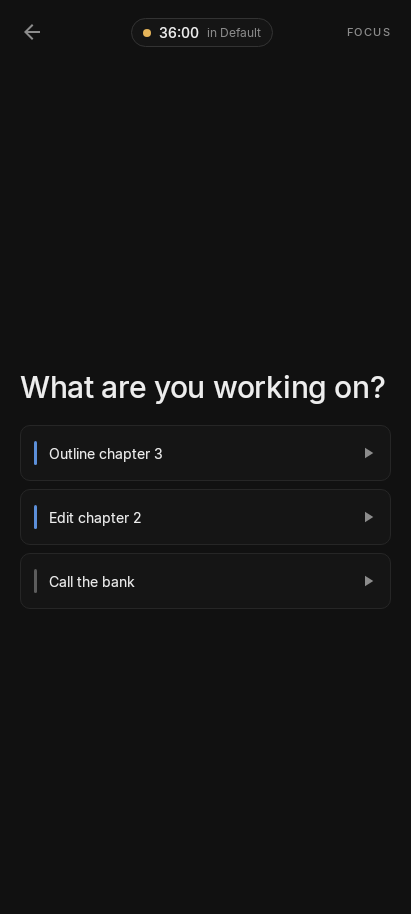 36:00 in Default
FOCUS
What are you working on?
Outline chapter 3
Edit chapter 2
Call the bank